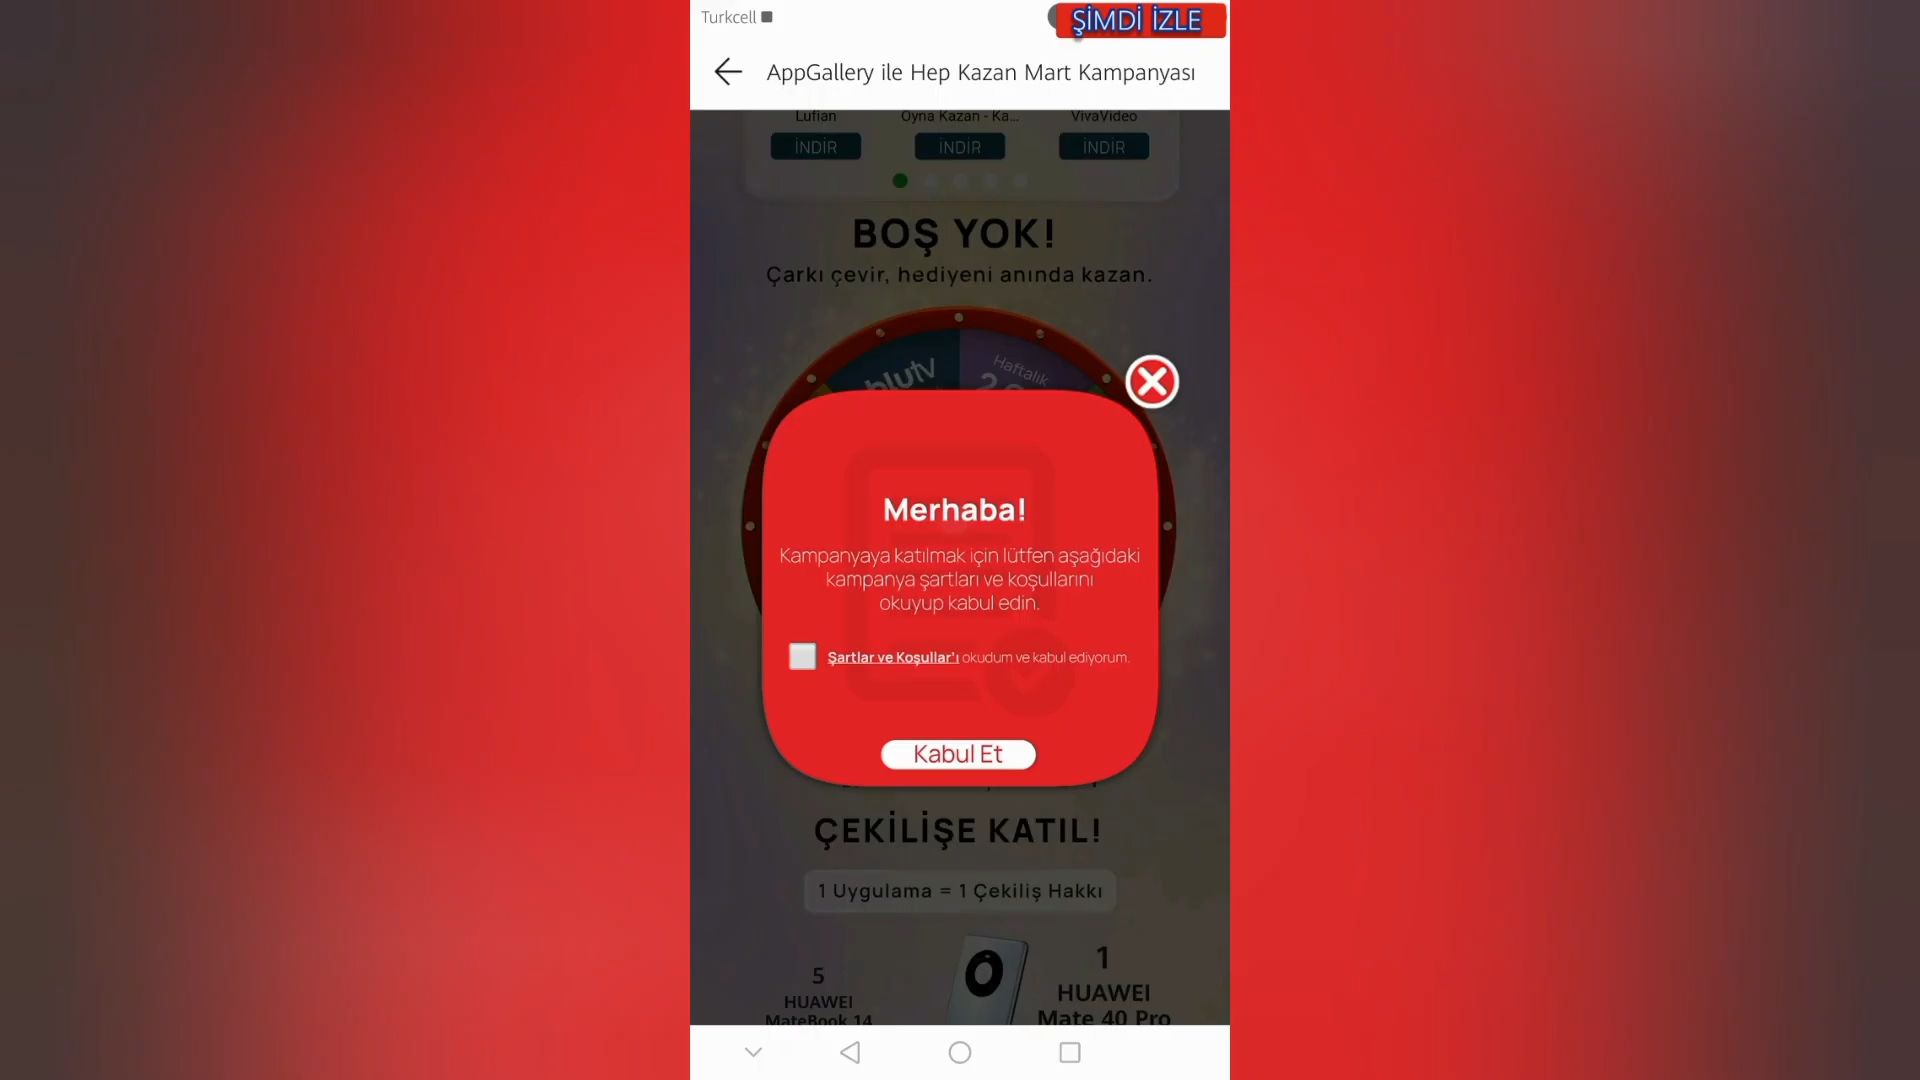 Turkcell
ŞİMDİ İZLE
AppGallery ile Hep Kazan Mart Kampanyası
Lufian
Oyna Kazan - Ka...
VivaVideo
İNDİR
İNDİR
İNDİR
BOŞ YOK!
Çarkı çevir, hediyeni anında kazan.
blutv
Haftalık
Merhaba!
Kampanyaya katılmak için lütfen aşağıdaki
kampanya şartları ve koşullarını
okuyup kabul edin.
Şartlar ve Koşullar'ı okudum ve kabul ediyorum.
Kabul Et
ÇEKİLİŞE KATIL!
1 Uygulama = 1 Çekiliş Hakkı
5
HUAWEI
MateBook 14
1
HUAWEI
Mate 40 Pro